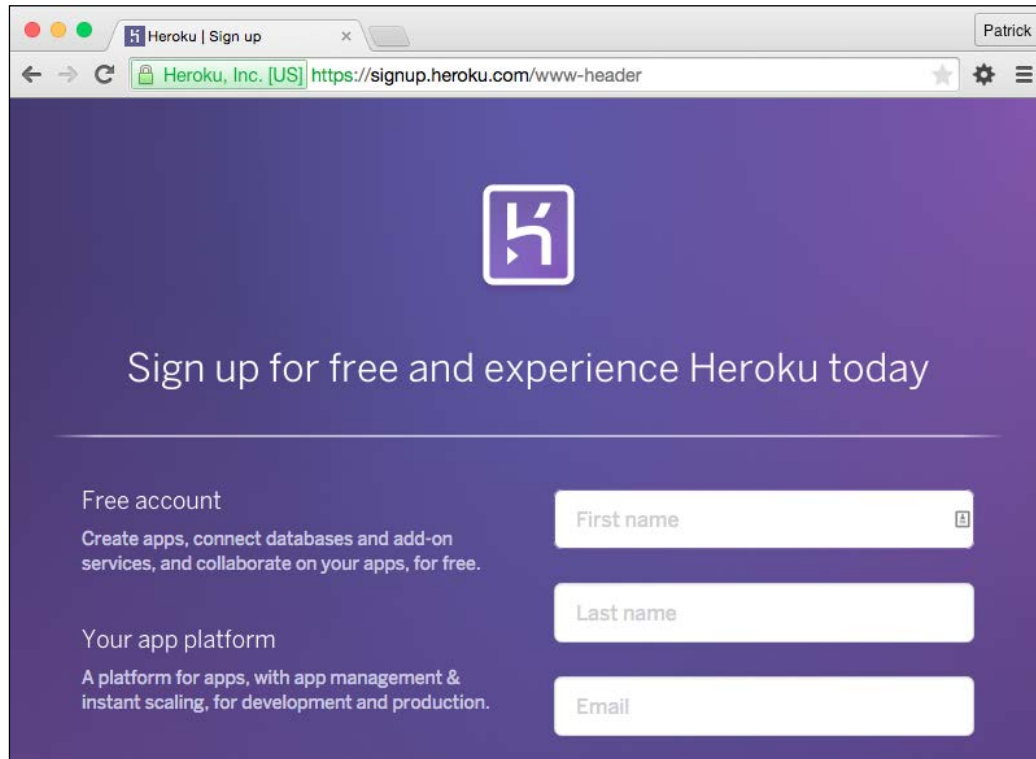 Heroku | Sign up
Patrick
Heroku, Inc. [US] https://signup.heroku.com/www-header
Sign up for free and experience Heroku today
Free account
Create apps, connect databases and add-on
services, and collaborate on your apps, for free.
Your app platform
A platform for apps, with app management &
instant scaling, for development and production.
First name
Last name
Email